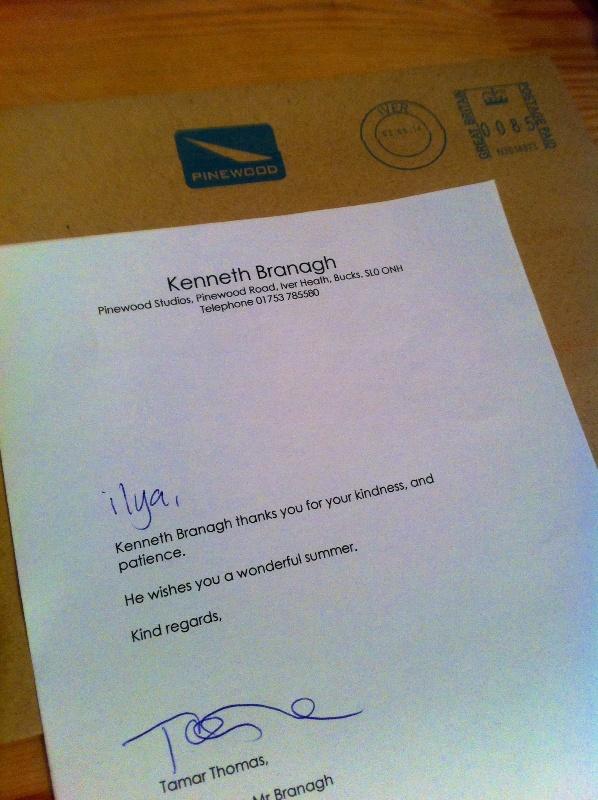 PINEWOOD
IVER
GREAT BRITAIN
POSTAGE PAID
Kenneth Branagh
Pinewood Studios, Pinewood Road, Iver Heath, Bucks. SL0 ONH
Telephone 01753 785580
ilya,
Kenneth Branagh thanks you for your kindness, and
patience.
He wishes you a wonderful summer.
Kind regards,
Tamar Thomas,
Mr Branagh